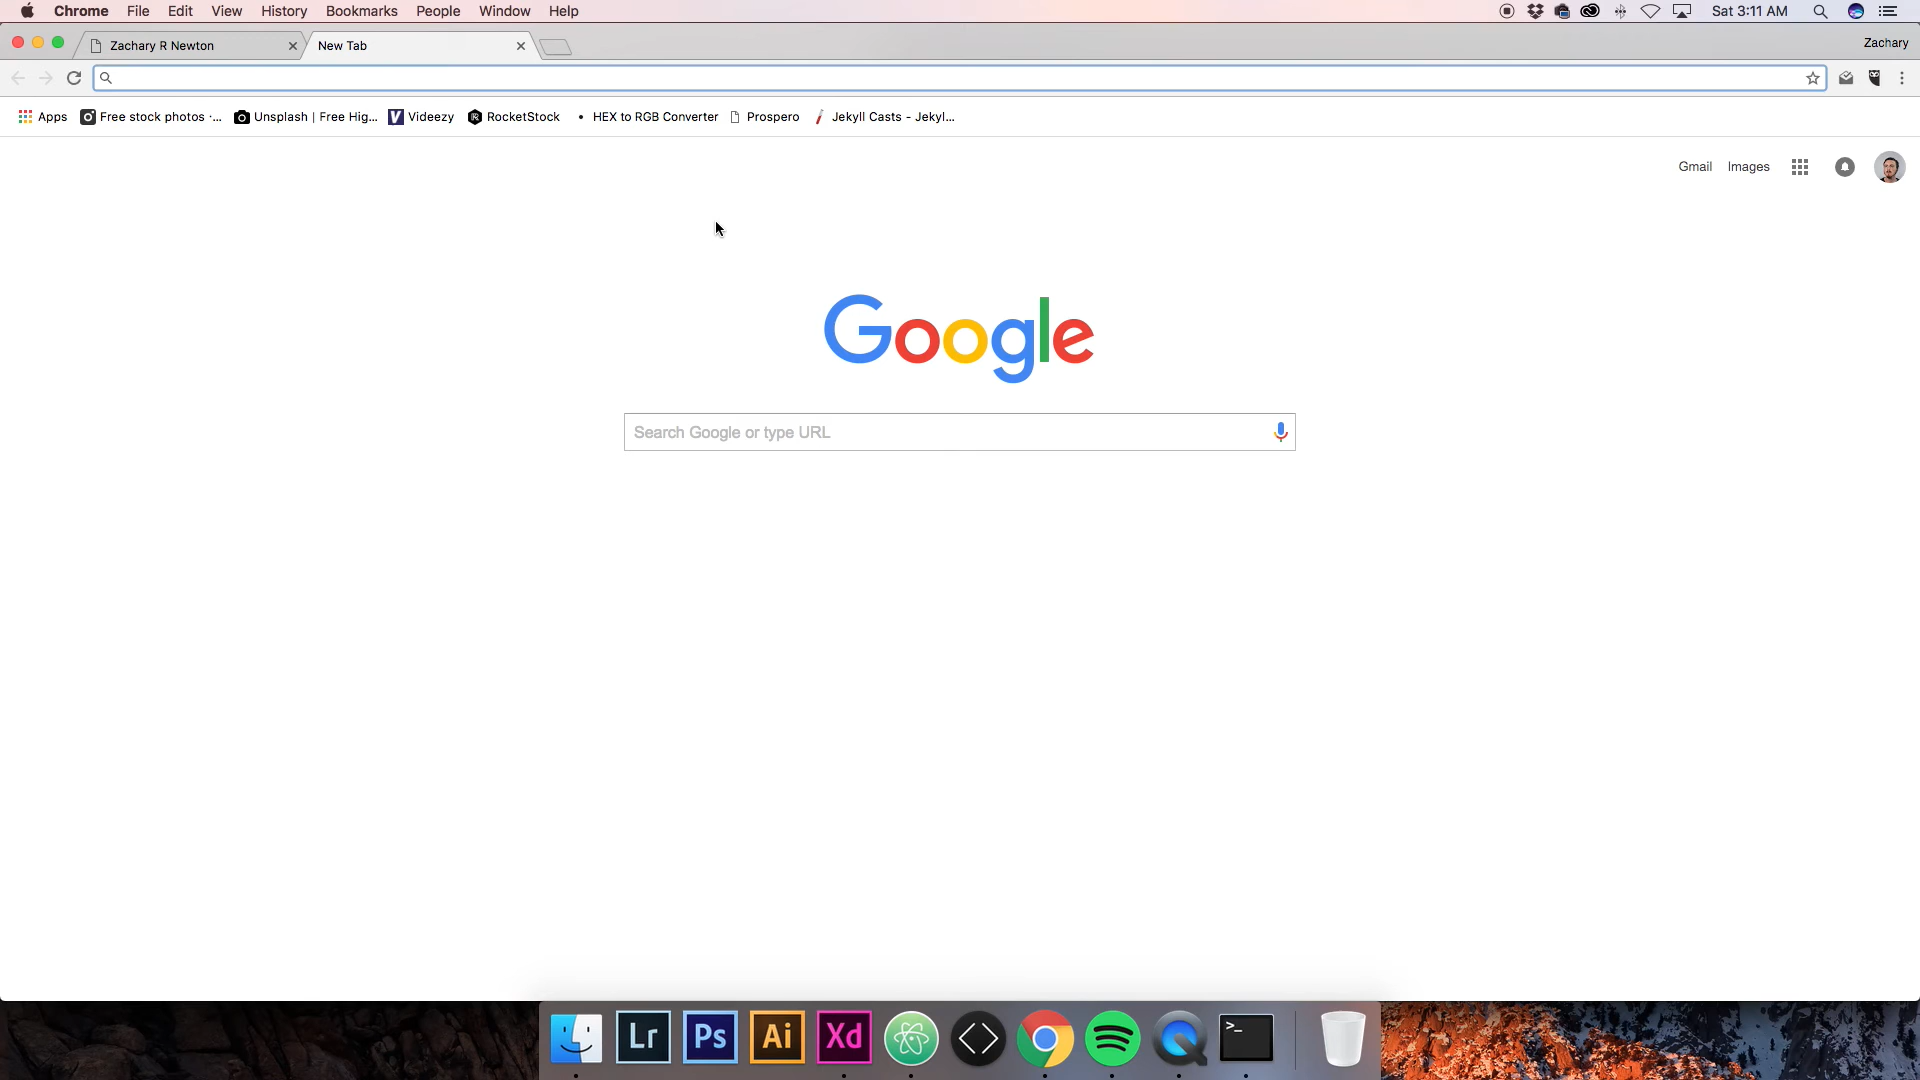 Chrome File Edit View History Bookmarks People Window Help Sat 3:11 AM
Zachary R Newton New Tab Zachary
Apps Free stock photos ·... Unsplash | Free Hig... Videezy RocketStock • HEX to RGB Converter Prospero Jekyll Casts - Jekyl...
Gmail Images
Google
Search Google or type URL
Lr Ps Ai Xd >_